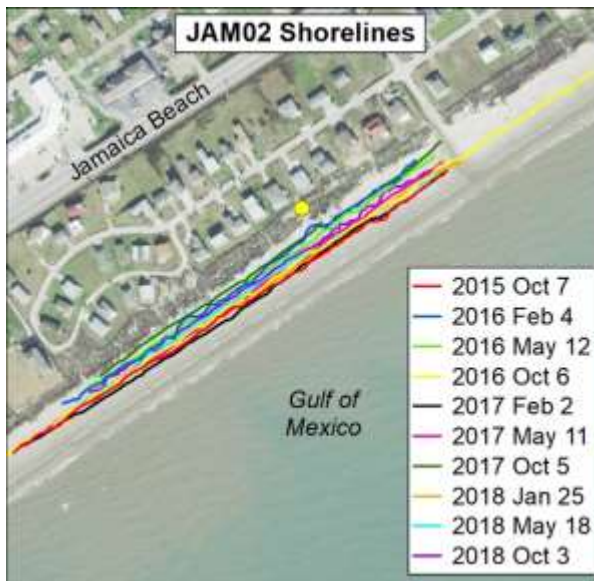 JAM02 Shorelines
Jamaica Beach
Gulf of
Mexico
2015 Oct 7
2016 Feb 4
2016 May 12
2016 Oct 6
2017 Feb 2
2017 May 11
2017 Oct 5
2018 Jan 25
2018 May 18
2018 Oct 3